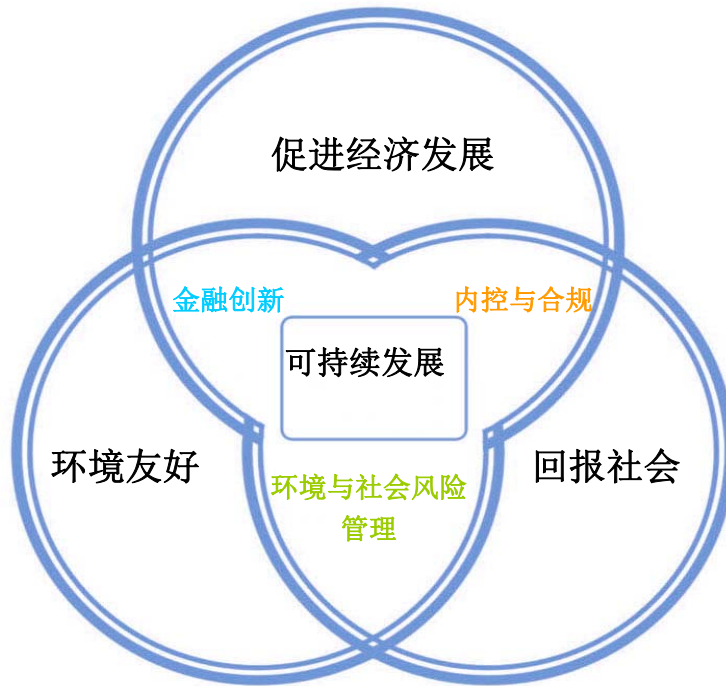 促进经济发展
金融创新
内控与合规
可持续发展
环境友好
回报社会
环境与社会风险
管理